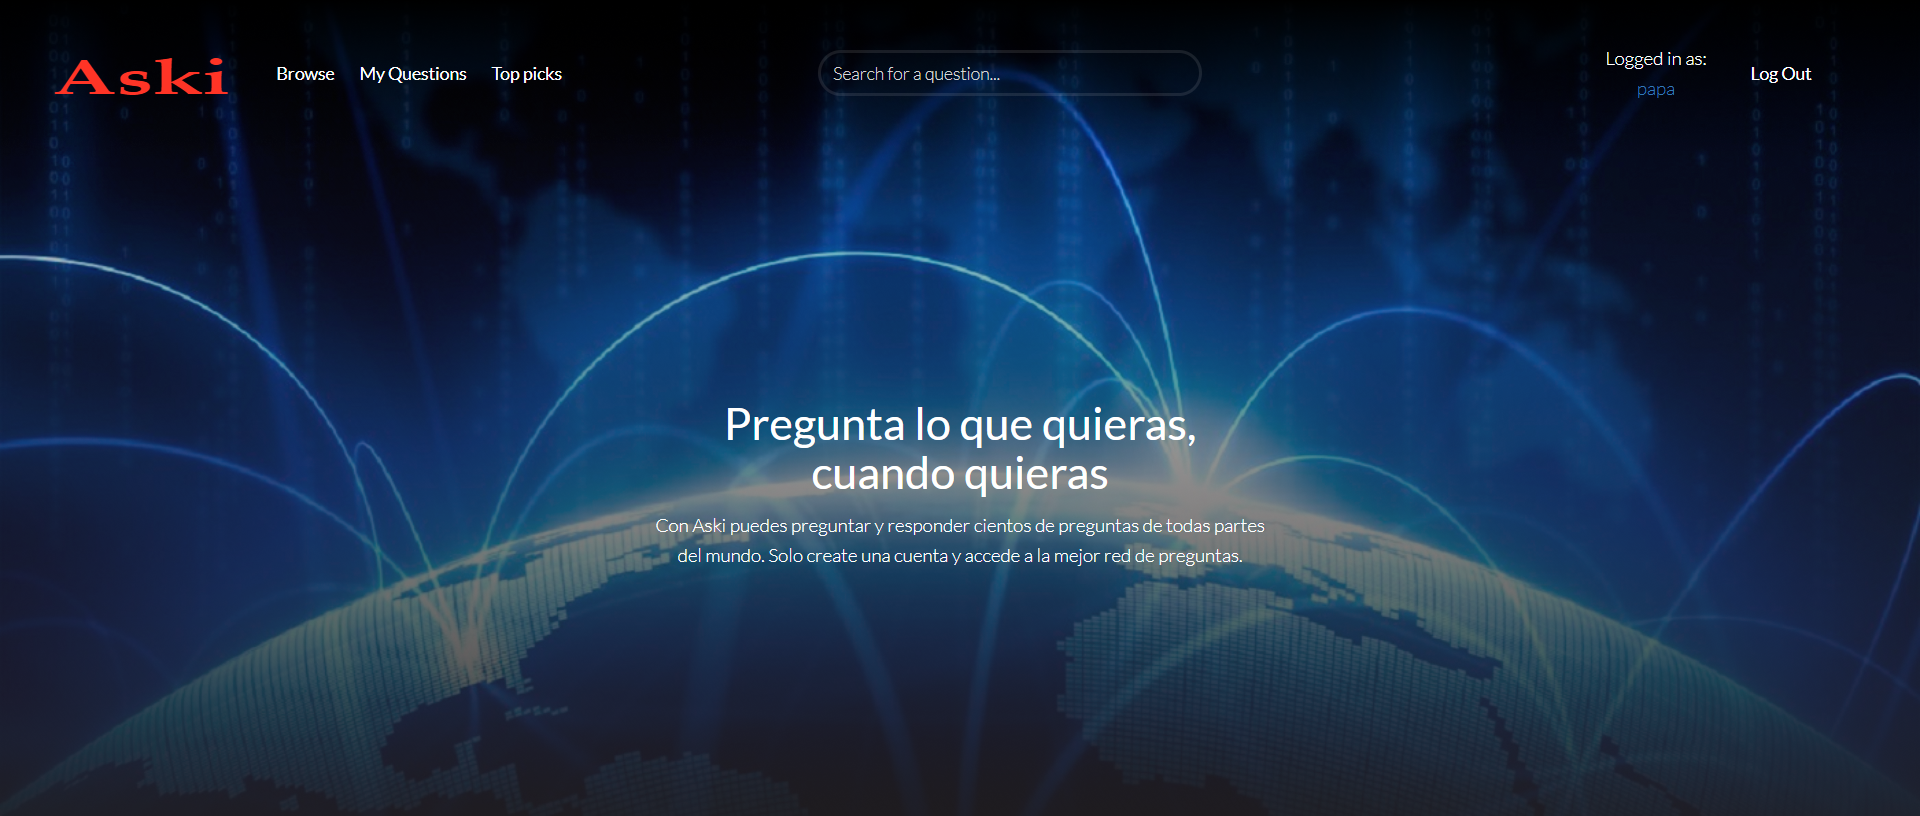 Aski
Browse
My Questions
Top picks
Search for a question...
Logged in as:
papa
Log Out
Pregunta lo que quieras,
cuando quieras
Con Aski puedes preguntar y responder cientos de preguntas de todas partes
del mundo. Solo create una cuenta y accede a la mejor red de preguntas.